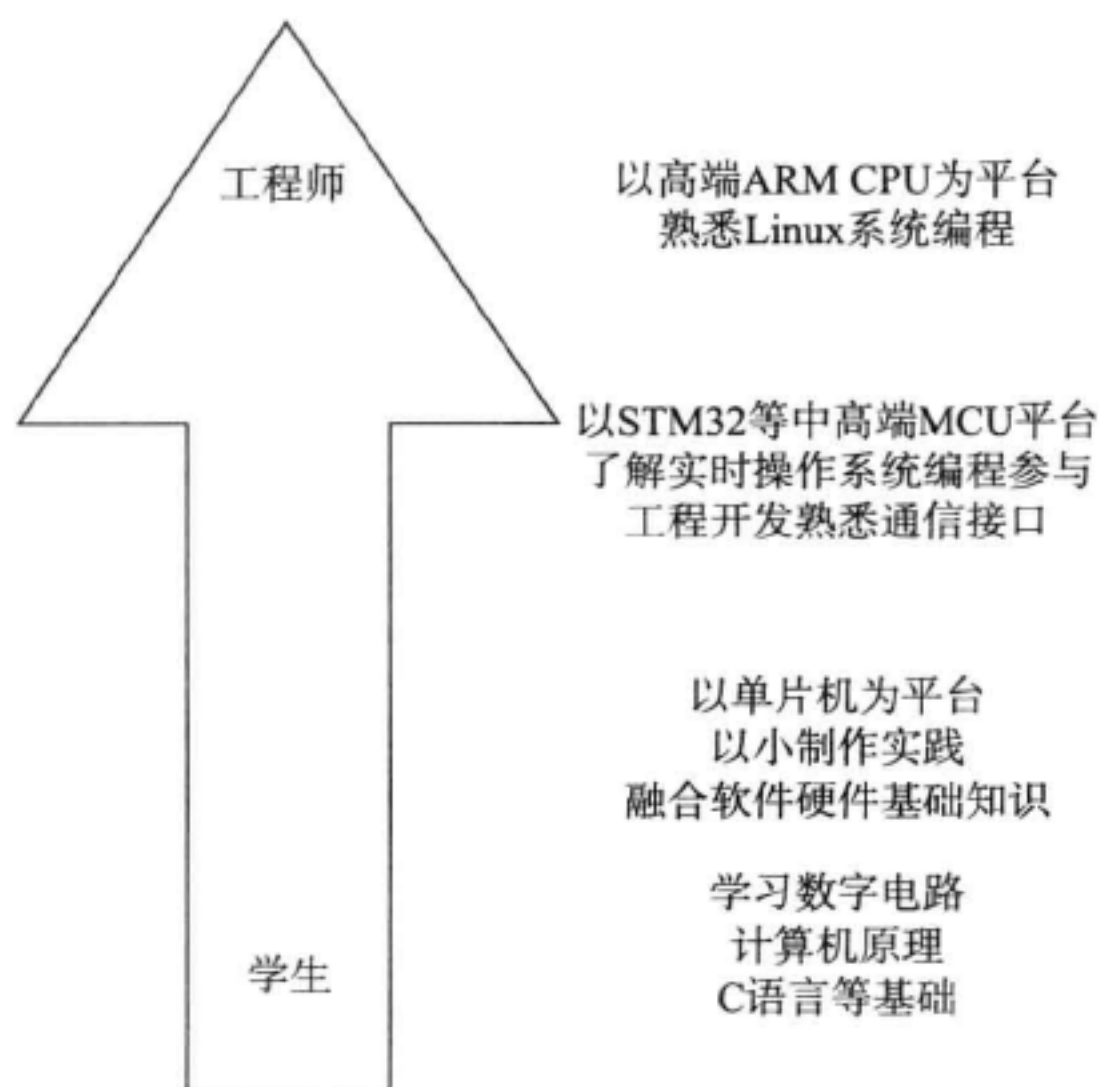 工程师
以高端ARM CPU为平台
熟悉Linux系统编程
以STM32等中高端MCU平台
了解实时操作系统编程参与
工程开发熟悉通信接口
以单片机为平台
以小制作实践
融合软件硬件基础知识
学习数字电路
计算机原理
C语言等基础
学生